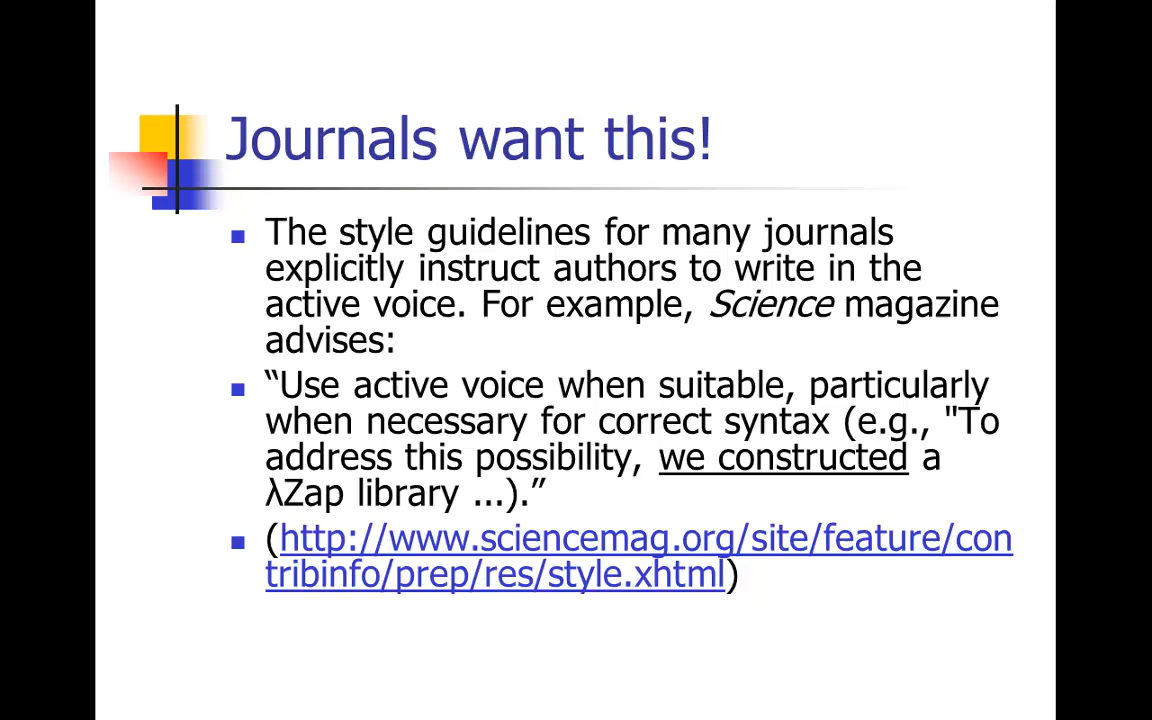 Journals want this!
The style guidelines for many journals
explicitly instruct authors to write in the
active voice. For example, Science magazine
advises:
“Use active voice when suitable, particularly
when necessary for correct syntax (e.g., "To
address this possibility, we constructed a
λZap library ...).”
(http://www.sciencemag.org/site/feature/con
tribinfo/prep/res/style.xhtml)